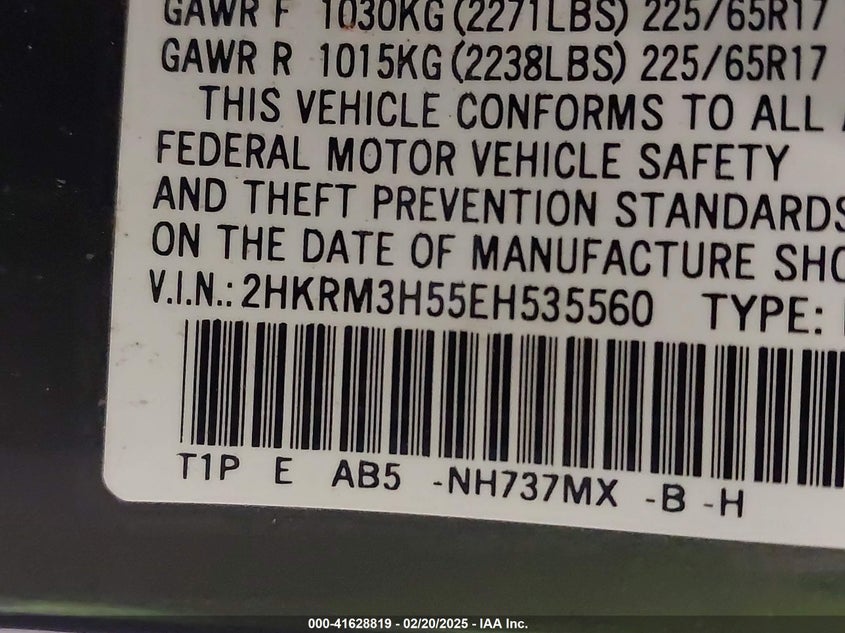 GAWR F 1030KG (2271LBS) 225/65R17
GAWR R 1015KG (2238LBS) 225/65R17
THIS VEHICLE CONFORMS TO ALL
FEDERAL MOTOR VEHICLE SAFETY
AND THEFT PREVENTION STANDARDS
ON THE DATE OF MANUFACTURE SHO
V.I.N.: 2HKRM3H55EH535560 TYPE:
T1P E AB5 -NH737MX -B -H
000-41628819 - 02/20/2025 - IAA Inc.